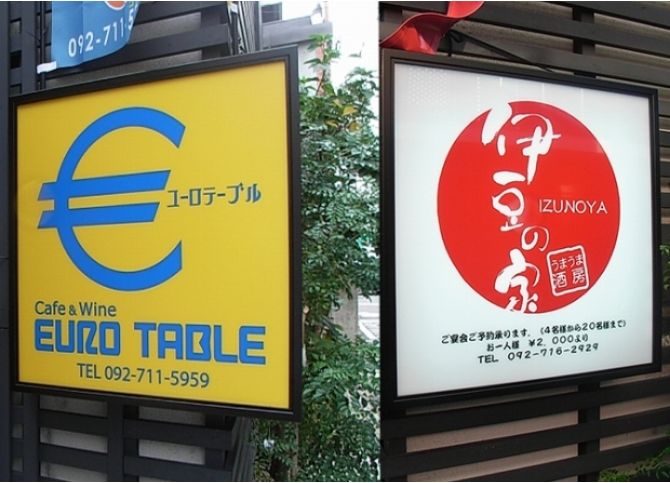 092-711-5
ユーロテーブル
Cafe & Wine
EURO TABLE
TEL 092-711-5959
伊豆の家
IZUNOYA
うまうま
酒房
ご宴会ご予約承ります。(4名様から20名様まで)
お一人様 ¥2,000より
TEL 092-716-2929